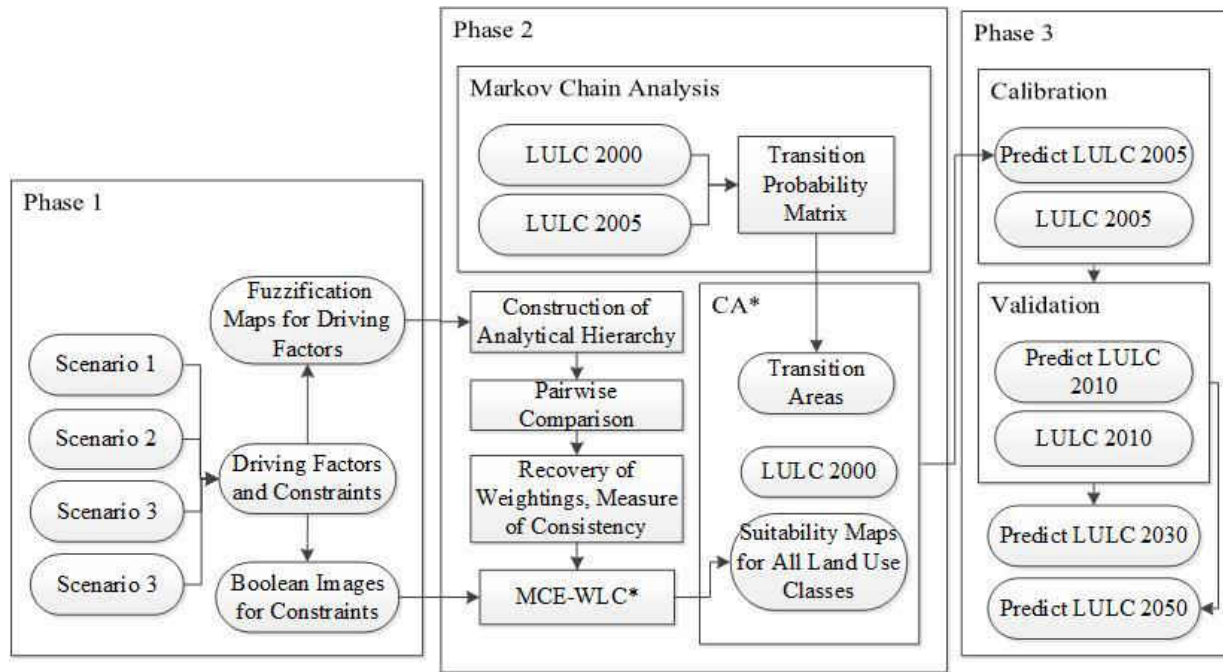 Phase 1
Scenario 1
Scenario 2
Scenario 3
Scenario 3
Fuzzification
Maps for Driving
Factors
Driving Factors
and Constraints
Boolean Images
for Constraints
Phase 2
Markov Chain Analysis
LULC 2000
LULC 2005
Transition
Probability
Matrix
Construction of
Analytical Hierarchy
Pairwise
Comparison
Recovery of
Weightings, Measure
of Consistency
MCE-WLC*
CA*
Transition
Areas
LULC 2000
Suitability Maps
for All Land Use
Classes
Phase 3
Calibration
Predict LULC 2005
LULC 2005
Validation
Predict LULC
2010
LULC 2010
Predict LULC 2030
Predict LULC 2050